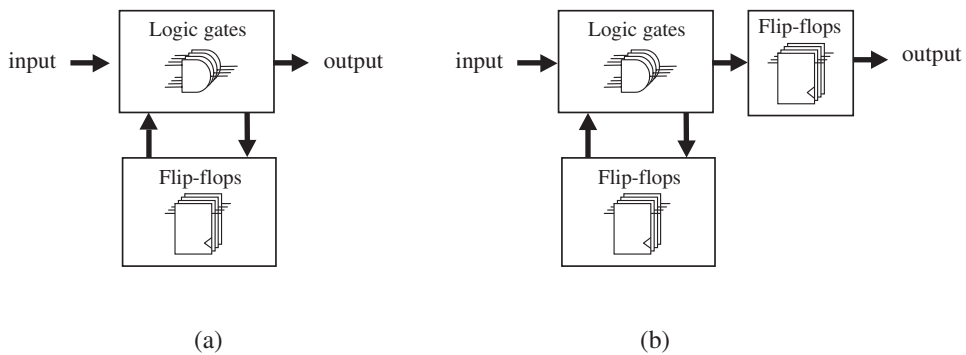 Logic gates
input
output
Flip-flops
(a)
Logic gates
Flip-flops
input
output
Flip-flops
(b)